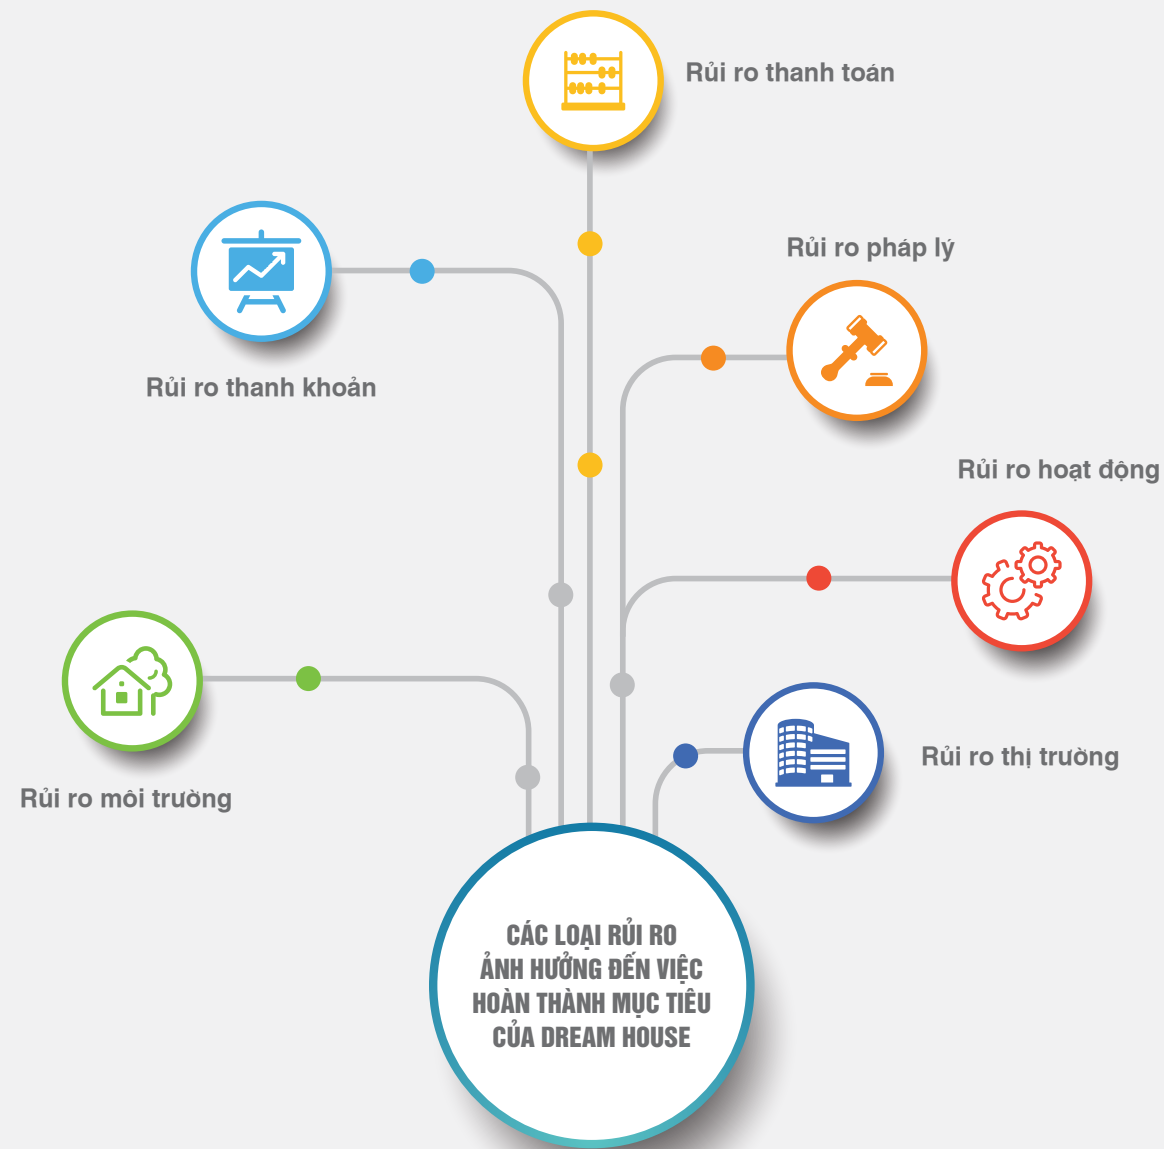 Rủi ro thanh toán
Rủi ro pháp lý
Rủi ro thanh khoản
Rủi ro hoạt động
Rủi ro môi trường
Rủi ro thị trường
CÁC LOẠI RỦI RO
ẢNH HƯỞNG ĐẾN VIỆC
HOÀN THÀNH MỤC TIÊU
CỦA DREAM HOUSE